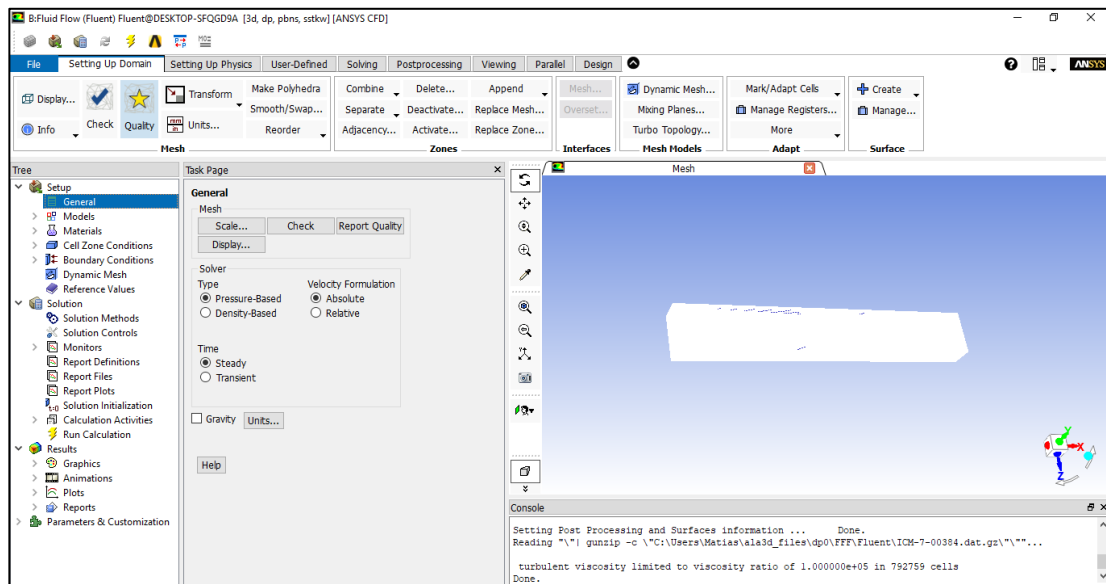 B:Fluid Flow (Fluent) Fluent@DESKTOP-SFQGD9A [3d, dp, pbns, sstkw] [ANSYS CFD]
File Setting Up Domain Setting Up Physics User-Defined Solving Postprocessing Viewing Parallel Design ANSYS
Display... Check Quality Transform Make Polyhedra Combine Delete... Append Mesh... Dynamic Mesh... Mark/Adapt Cells Create
Smooth/Swap... Separate Deactivate... Replace Mesh... Overset... Mixing Planes... Manage Registers... Manage...
Info Units... Reorder Adjacency... Activate... Replace Zone... Turbo Topology... More
Mesh Zones Interfaces Mesh Models Adapt Surface
Tree
Setup
General
Models
Materials
Cell Zone Conditions
Boundary Conditions
Dynamic Mesh
Reference Values
Solution
Solution Methods
Solution Controls
Monitors
Report Definitions
Report Files
Report Plots
Solution Initialization
Calculation Activities
Run Calculation
Results
Graphics
Animations
Plots
Reports
Parameters & Customization
Task Page
General
Mesh
Scale... Check Report Quality
Display...
Solver
Type Velocity Formulation
Pressure-Based Absolute
Density-Based Relative
Time
Steady
Transient
Gravity Units...
Help
Mesh
Y
X
Z
Console
Setting Post Processing and Surfaces information ... Done.
Reading "\"| gunzip -c \"C:\Users\Matias\ala3d_files\dp0\FFF\Fluent\ICM-7-00384.dat.gz\"\""...
turbulent viscosity limited to viscosity ratio of 1.000000e+05 in 792759 cells
Done.